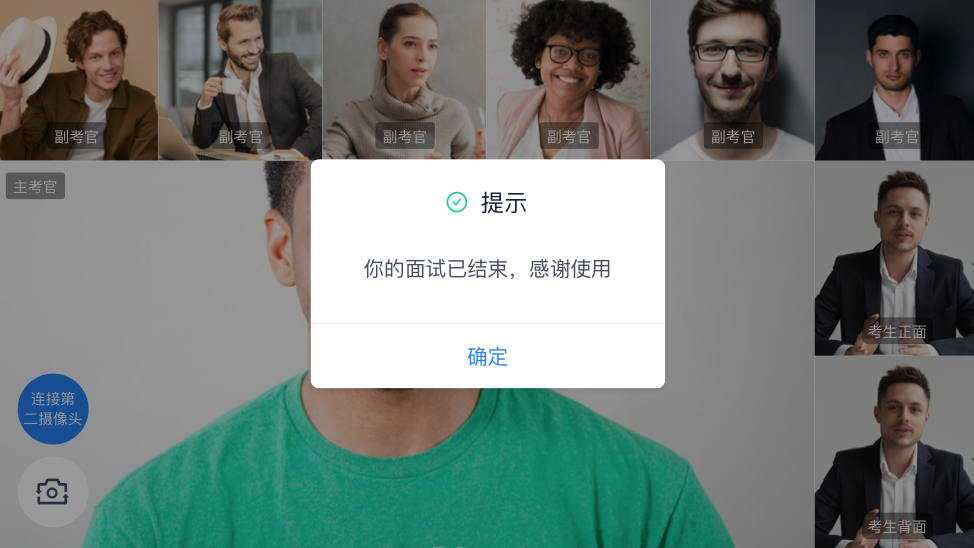 副考官
副考官
副考官
副考官
副考官
副考官
主考官
提示
你的面试已结束，感谢使用
确定
考生正面
连接第
二摄像头
考生背面